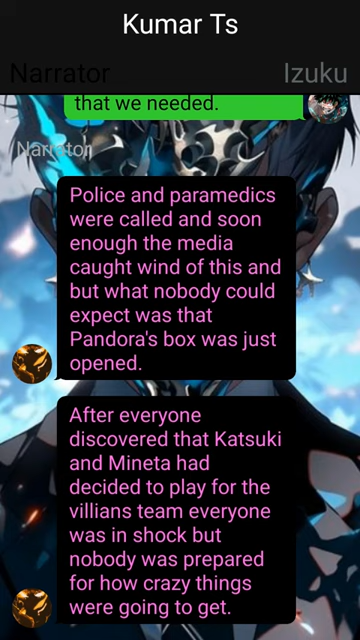 Kumar Ts
Narrator
Izuku
that we needed.
Narrator
Police and paramedics
were called and soon
enough the media
caught wind of this and
but what nobody could
expect was that
Pandora's box was just
opened.
After everyone
discovered that Katsuki
and Mineta had
decided to play for the
villians team everyone
was in shock but
nobody was prepared
for how crazy things
were going to get.